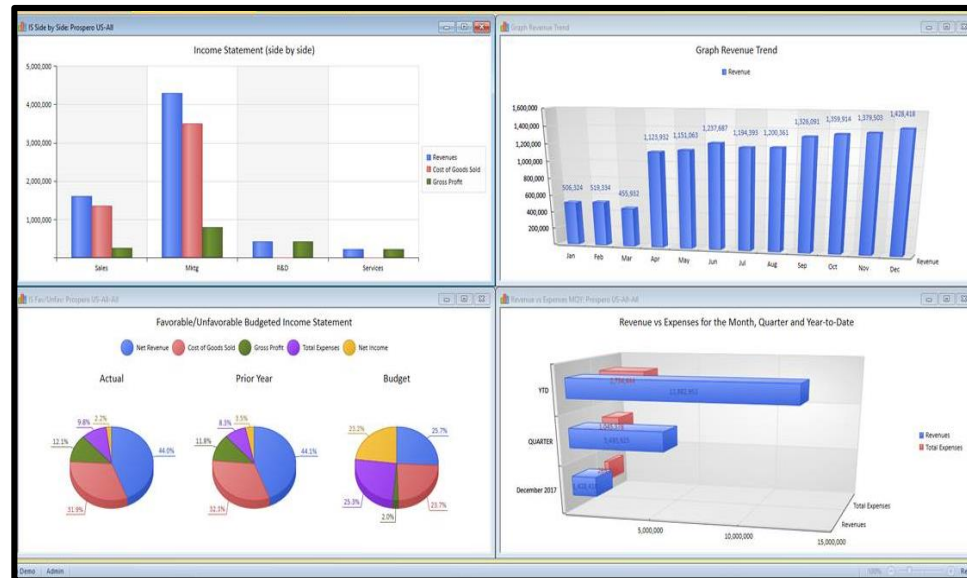 IS Side by Side: Prospero US-All
Income Statement (side by side)
5,000,000
4,000,000
3,000,000
2,000,000
1,000,000
Sales
Mktg
R&D
Services
Revenues
Cost of Goods Sold
Gross Profit
Graph Revenue Trend
Graph Revenue Trend
Revenue
1,600,000
1,400,000
1,200,000
1,000,000
800,000
600,000
400,000
200,000
506,324
519,334
455,932
1,123,932
1,151,063
1,237,687
1,194,393
1,200,361
1,326,091
1,359,914
1,379,503
1,428,418
Jan
Feb
Mar
Apr
May
Jun
Jul
Aug
Sep
Oct
Nov
Dec
Revenue
IS Fav/Unfav: Prospero US-All-All
Favorable/Unfavorable Budgeted Income Statement
Net Revenue
Cost of Goods Sold
Gross Profit
Total Expenses
Net Income
Actual
2.2%
9.8%
12.1%
44.0%
31.9%
Prior Year
3.5%
8.3%
11.8%
44.1%
32.3%
Budget
23.2%
25.7%
25.3%
23.7%
2.0%
Revenue vs Expenses MQY: Prospero US-All-All
Revenue vs Expenses for the Month, Quarter and Year-to-Date
YTD
QUARTER
December 2017
5,000,000
10,000,000
15,000,000
Total Expenses
Revenues
Revenues
Total Expenses
Demo
Admin
100%